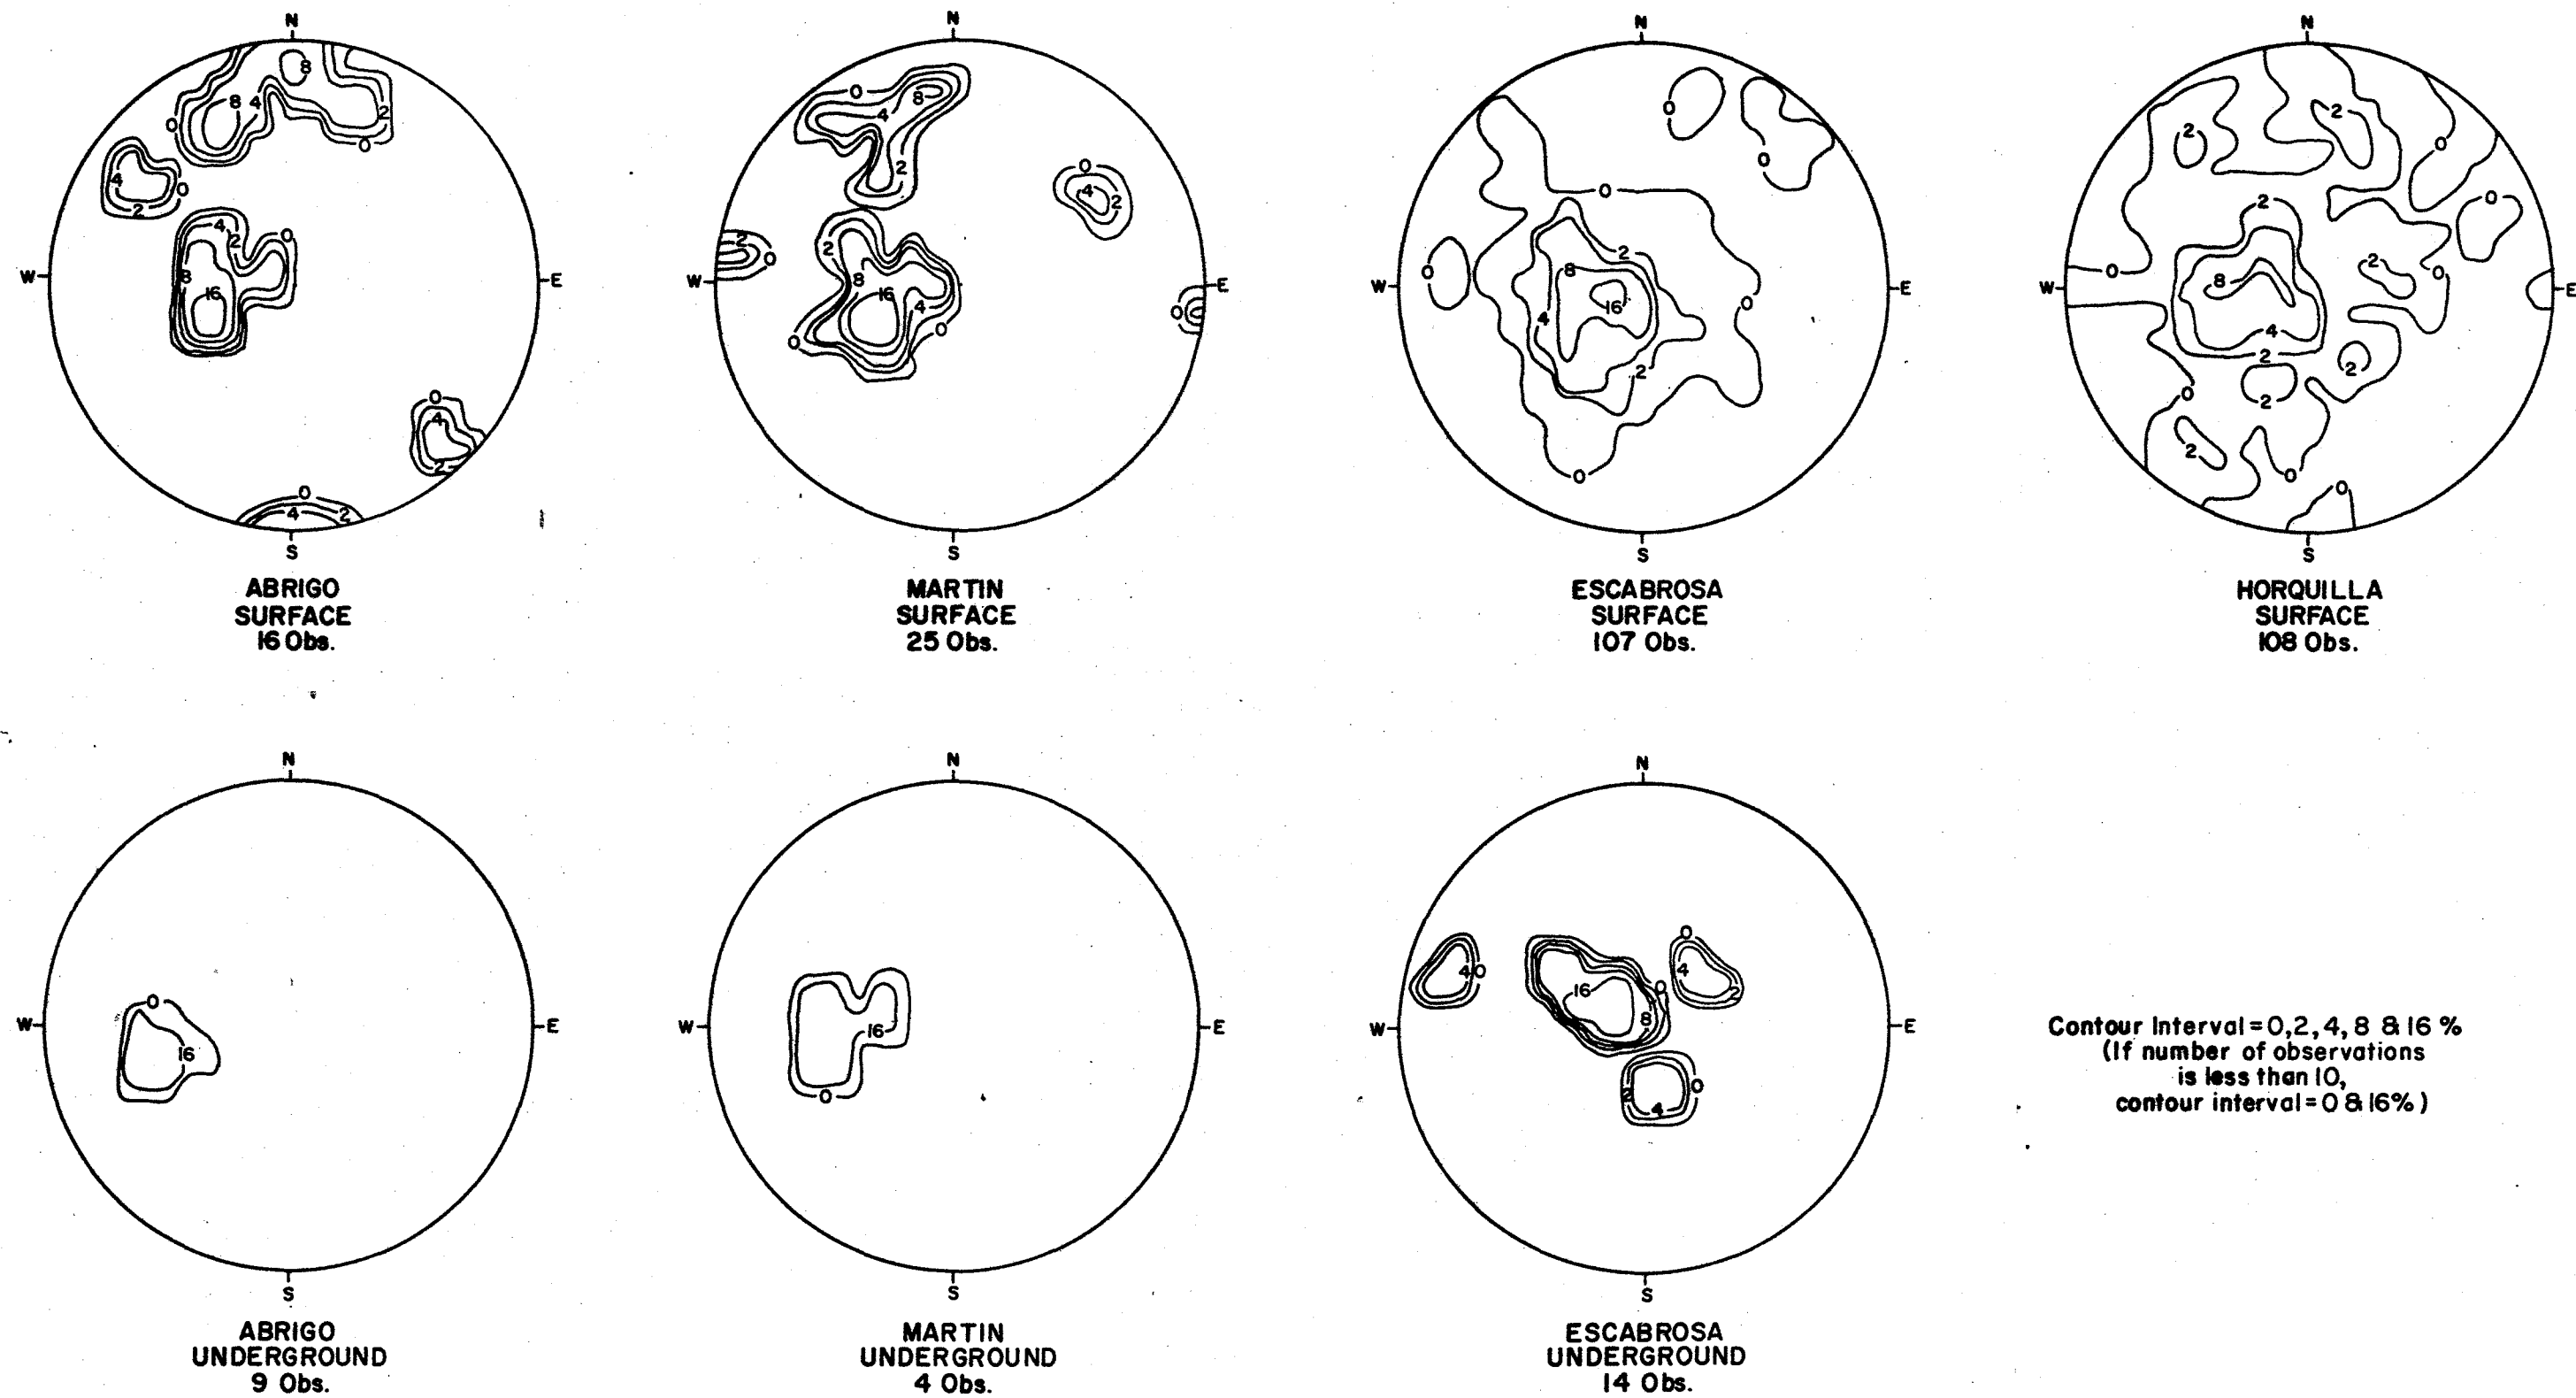 N
8
8
4
2
0
0
4
0
2
4
2
0
8
16
W
E
0
4
2
0
4
2
S
ABRIGO
SURFACE
16 Obs.
N
0
8
4
2
0
4
2
2
0
2
8
16
4
0
0
0
W
E
S
MARTIN
SURFACE
25 Obs.
N
0
0
0
0
2
8
16
4
0
2
0
W
E
S
ESCABROSA
SURFACE
107 Obs.
N
2
2
0
0
2
0
2
0
8
4
2
2
2
0
2
0
0
W
E
S
HORQUILLA
SURFACE
108 Obs.
N
0
16
W
E
S
ABRIGO
UNDERGROUND
9 Obs.
N
16
0
W
E
S
MARTIN
UNDERGROUND
4 Obs.
N
0
4
0
4
2
16
0
8
2
0
4
W
E
S
ESCABROSA
UNDERGROUND
14 Obs.
Contour Interval = 0,2,4,8 & 16 %
(If number of observations
is less than 10,
contour interval = 0 & 16%)